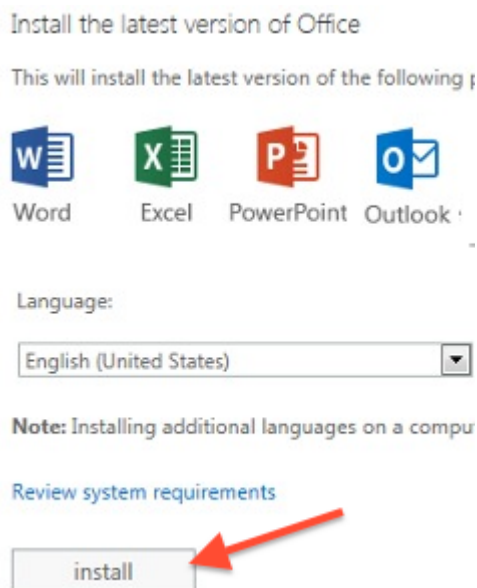 Install the latest version of Office
This will install the latest version of the following
W X P O
Word Excel PowerPoint Outlook
Language:
English (United States)
Note: Installing additional languages on a
Review system requirements
install